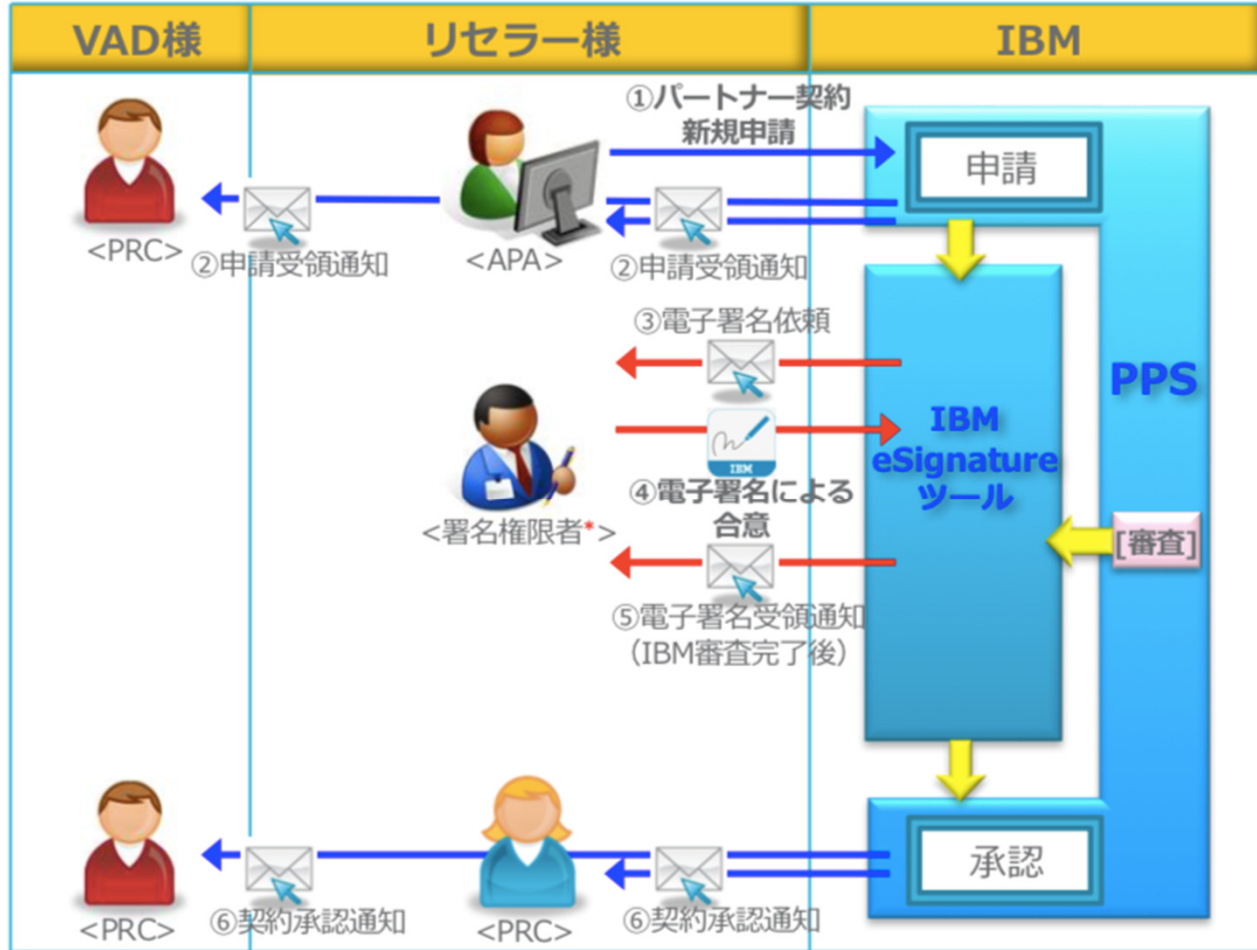 VAD様
リセラー様
IBM
①パートナー契約
新規申請
申請
<PRC>
②申請受領通知
<APA>
②申請受領通知
③電子署名依頼
PPS
IBM
eSignature
ツール
IBM
④電子署名による
合意
<署名権限者*>
[審査]
⑤電子署名受領通知
（IBM審査完了後）
承認
<PRC>
⑥契約承認通知
<PRC>
⑥契約承認通知